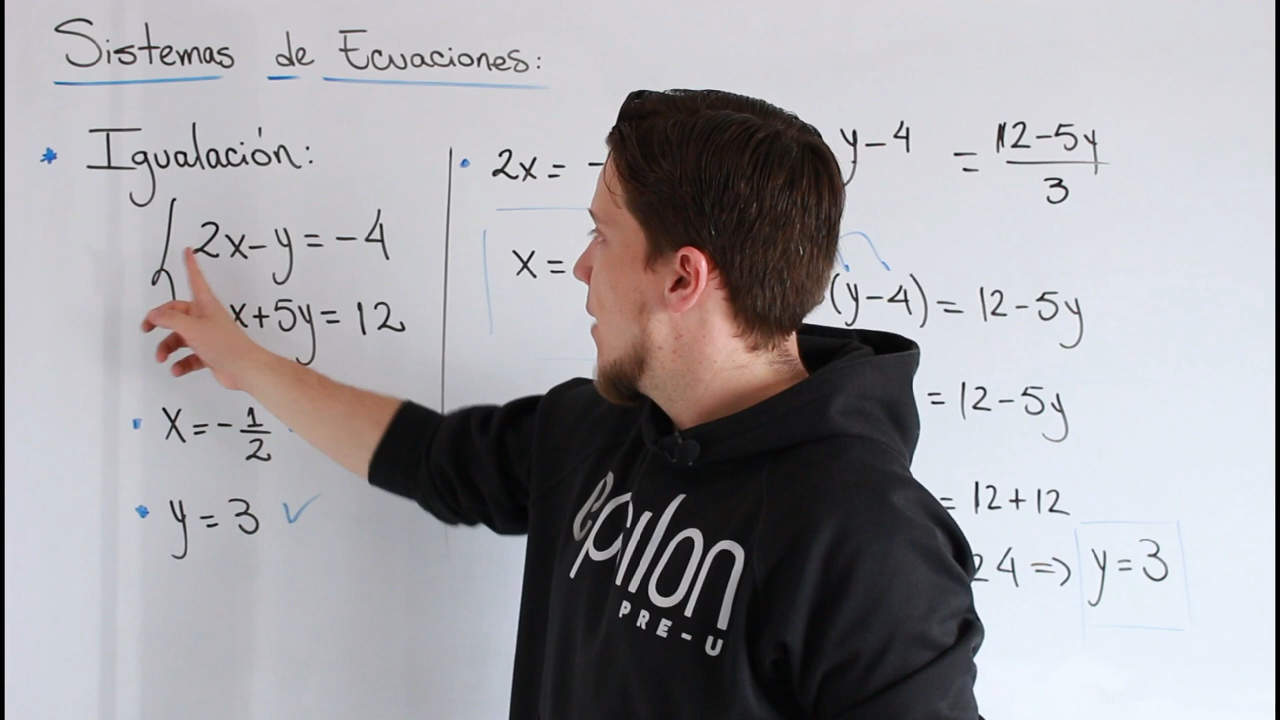 Sistemas de Ecuaciones:
* Igualación:
2x-y=-4
x+5y=12
x=-1/2
y=3 ✓
2x= -
x=
y-4 = 12-5y/3
(y-4)=12-5y
=12-5y
=12+12
24 => y=3
epsilon
PRE-U